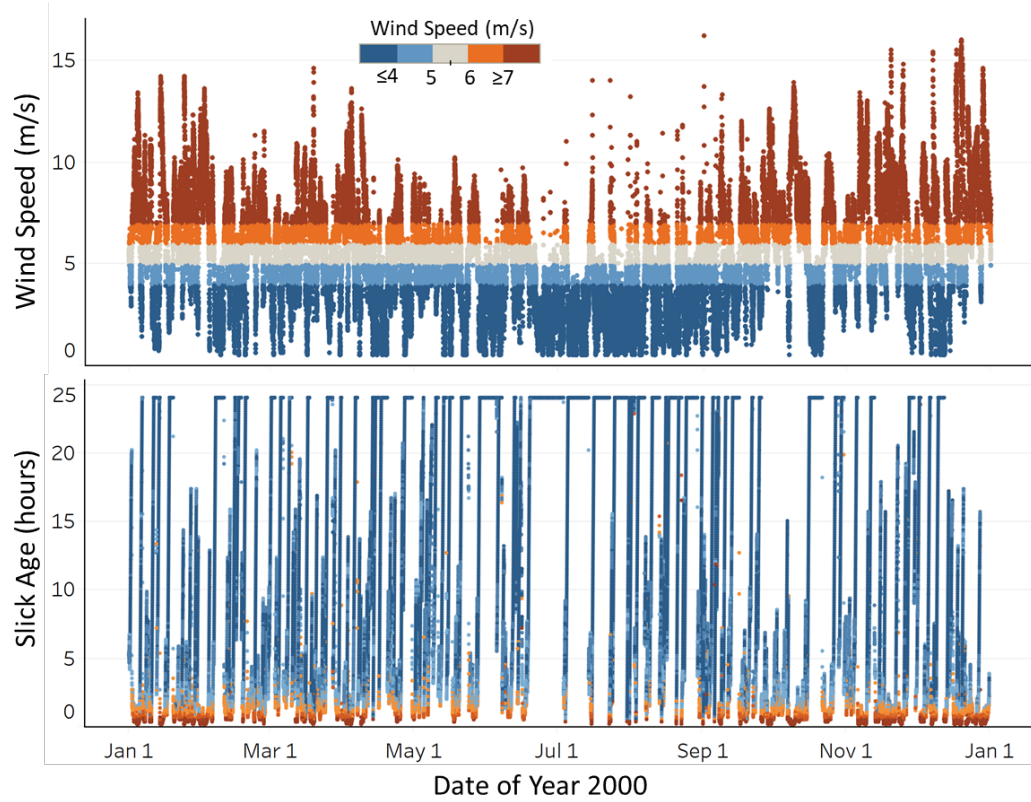 Wind Speed (m/s)
≤4 5 6 ≥7
Wind Speed (m/s)
15
10
5
0
Slick Age (hours)
25
20
15
10
5
0
Jan 1 Mar 1 May 1 Jul 1 Sep 1 Nov 1 Jan 1
Date of Year 2000